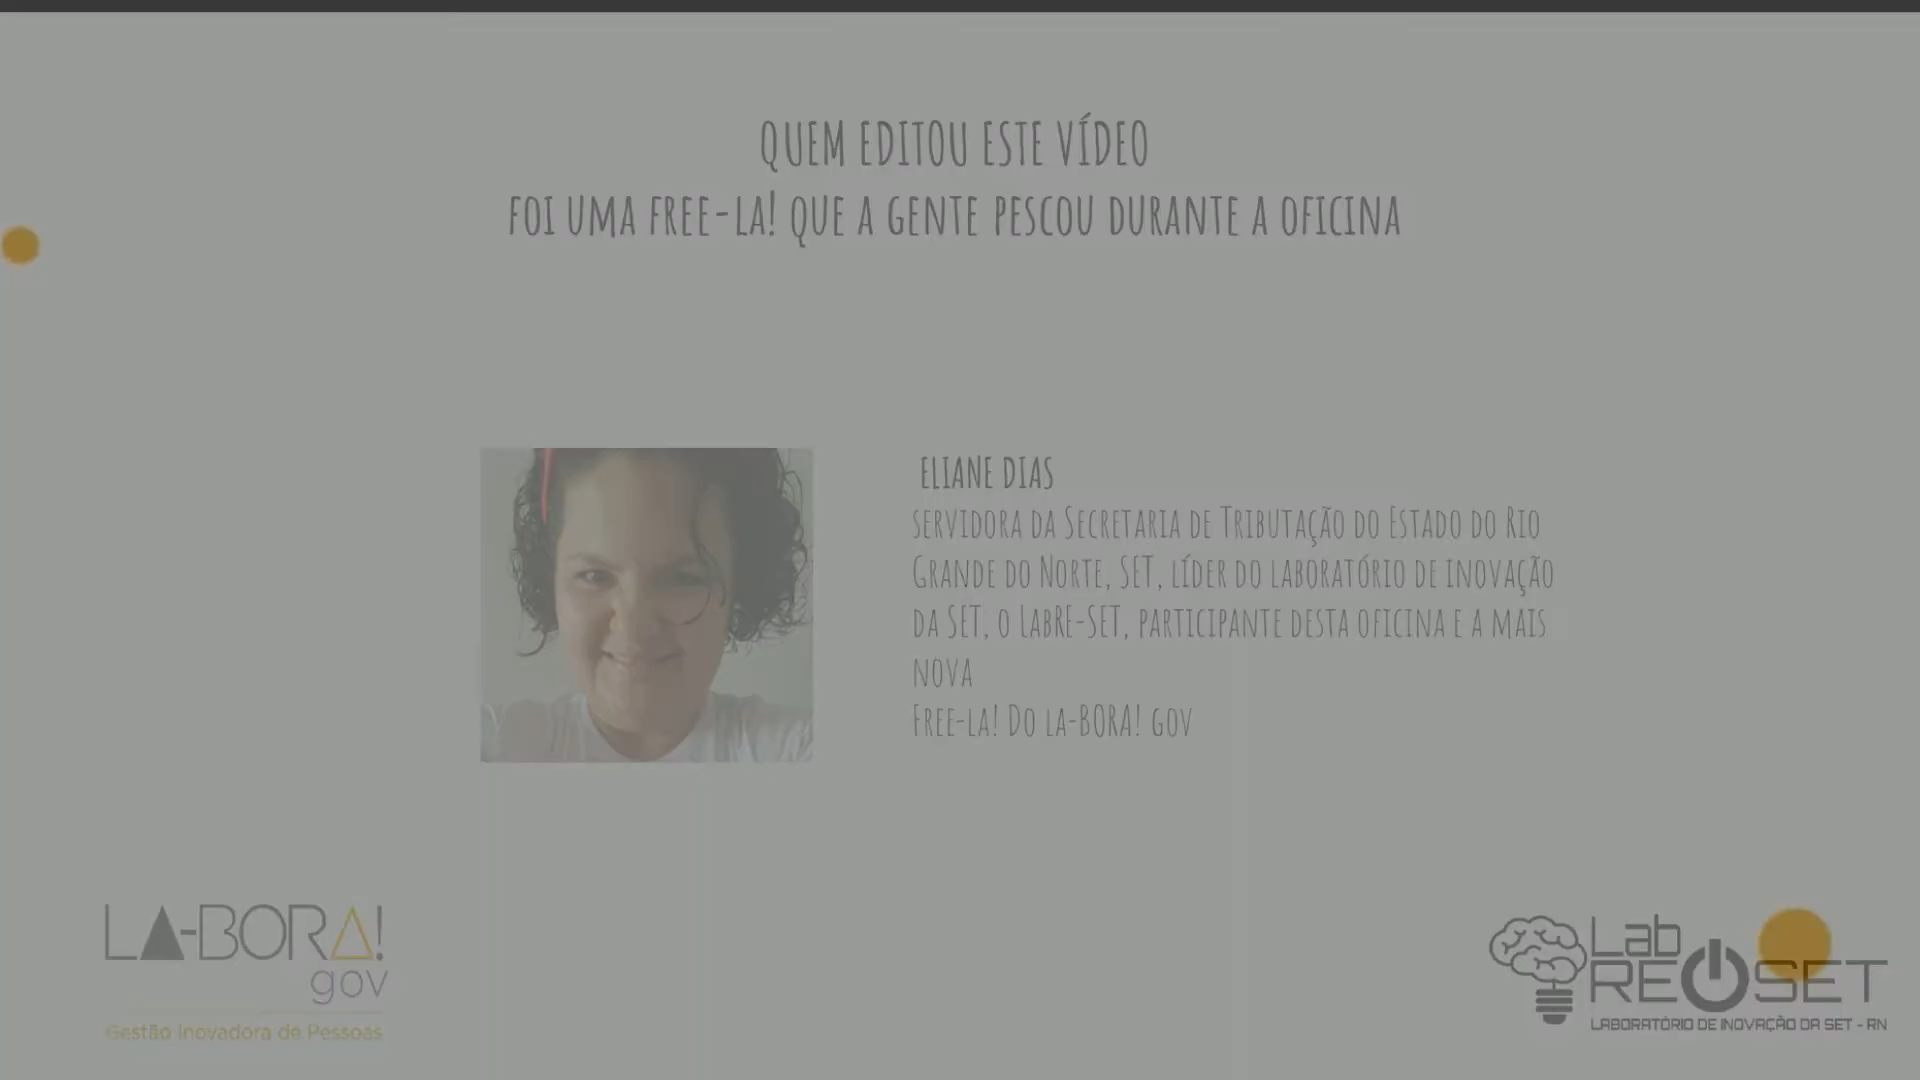 QUEM EDITOU ESTE VÍDEO
FOI UMA FREE-LA! QUE A GENTE PESCOU DURANTE A OFICINA
ELIANE DIAS
SERVIDORA DA SECRETARIA DE TRIBUTAÇÃO DO ESTADO DO RIO
GRANDE DO NORTE, SET, LÍDER DO LABORATÓRIO DE INOVAÇÃO
DA SET, O LABRE-SET, PARTICIPANTE DESTA OFICINA E A MAIS
NOVA
FREE-LA! DO LA-BORA! GOV
LA-BORA!
gov
Gestão Inovadora de Pessoas
Lab
RESET
LABORATÓRIO DE INOVAÇÃO DA SET - RN